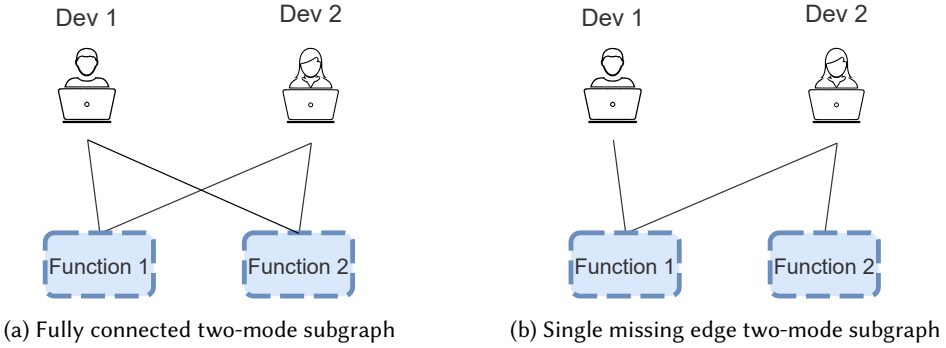 Dev 1
Dev 2
Function 1
Function 2
(a) Fully connected two-mode subgraph
Dev 1
Dev 2
Function 1
Function 2
(b) Single missing edge two-mode subgraph